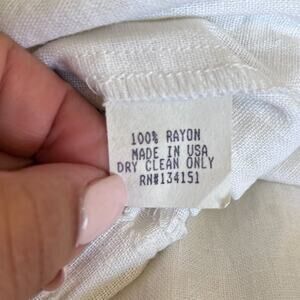 100% RAYON
MADE IN USA
DRY CLEAN ONLY
RN#134151